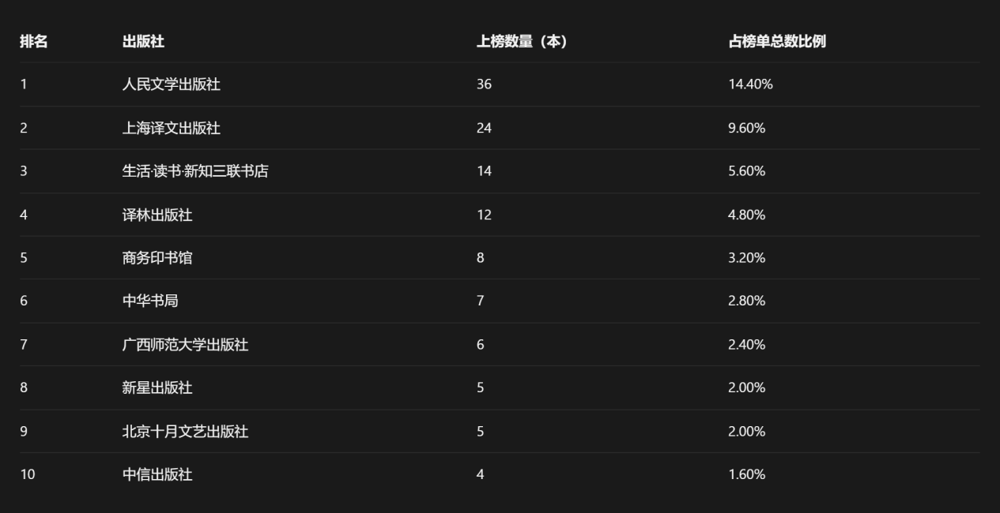 排名 出版社 上榜数量（本） 占榜单总数比例
1 人民文学出版社 36 14.40%
2 上海译文出版社 24 9.60%
3 生活·读书·新知三联书店 14 5.60%
4 译林出版社 12 4.80%
5 商务印书馆 8 3.20%
6 中华书局 7 2.80%
7 广西师范大学出版社 6 2.40%
8 新星出版社 5 2.00%
9 北京十月文艺出版社 5 2.00%
10 中信出版社 4 1.60%